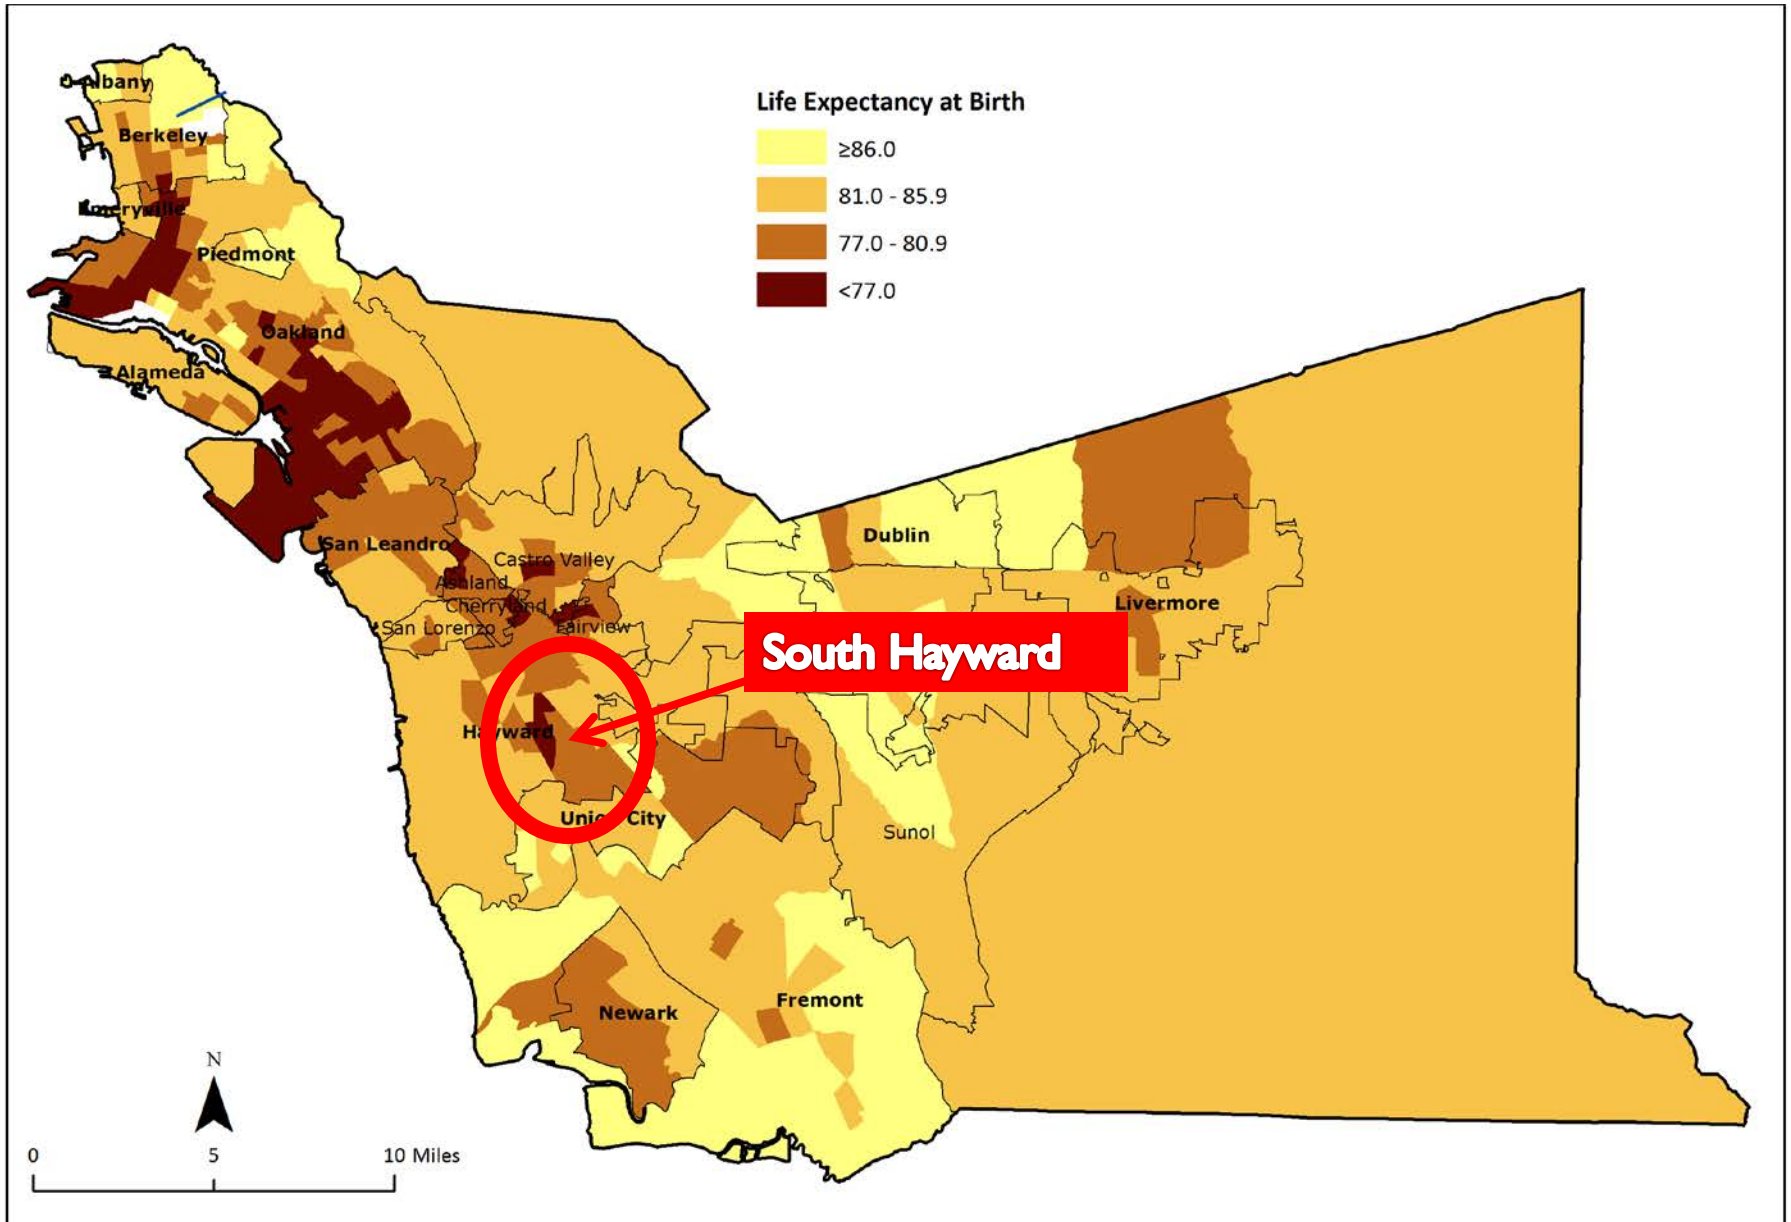 Life Expectancy at Birth
≥86.0
81.0 - 85.9
77.0 - 80.9
<77.0
Albany
Berkeley
Emeryville
Piedmont
Oakland
Alameda
San Leandro
Castro Valley
Ashland
Cherryland
San Lorenzo
Fairview
Dublin
Livermore
South Hayward
Hayward
Union City
Sunol
Fremont
Newark
N
0 5 10 Miles